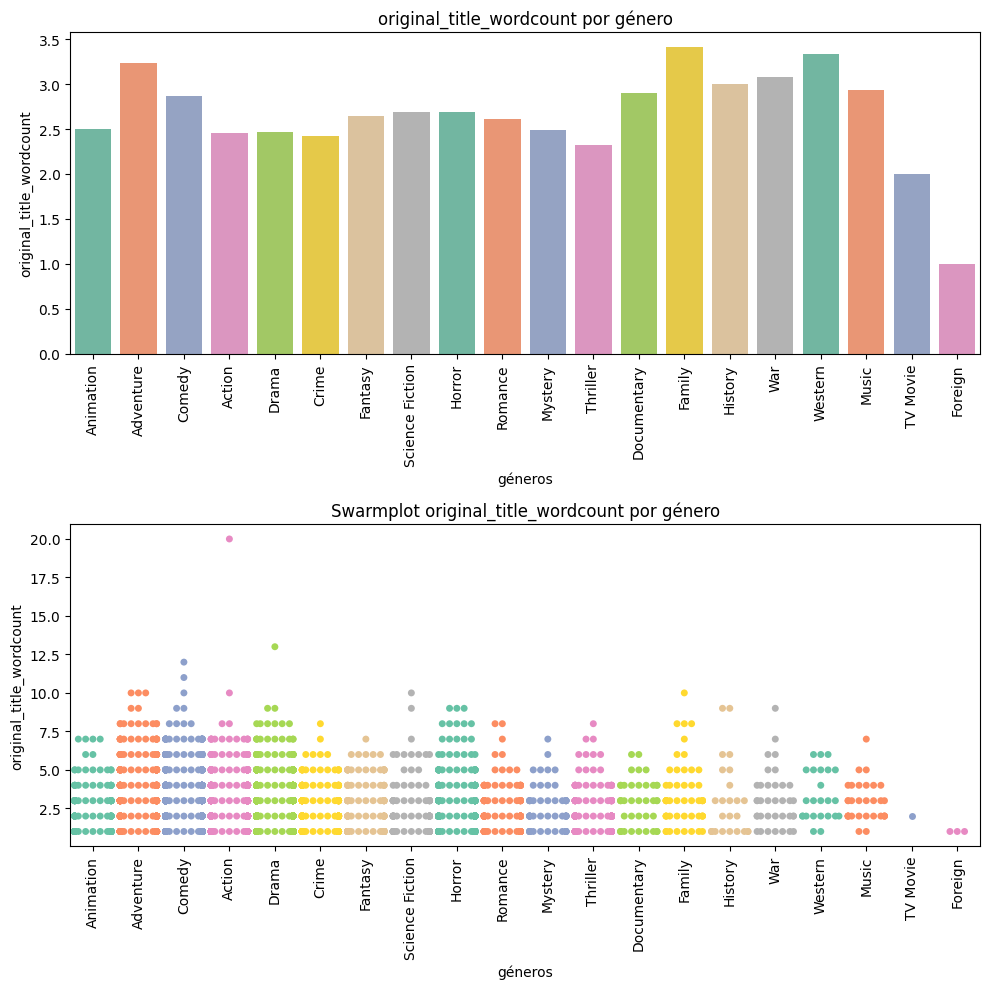 original_title_wordcount por género
original_title_wordcount
3.5
3.0
2.5
2.0
1.5
1.0
0.5
0.0
Animation
Adventure
Comedy
Action
Drama
Crime
Fantasy
Science Fiction
Horror
Romance
Mystery
Thriller
Documentary
Family
History
War
Western
Music
TV Movie
Foreign
géneros
Swarmplot original_title_wordcount por género
original_title_wordcount
20.0
17.5
15.0
12.5
10.0
7.5
5.0
2.5
Animation
Adventure
Comedy
Action
Drama
Crime
Fantasy
Science Fiction
Horror
Romance
Mystery
Thriller
Documentary
Family
History
War
Western
Music
TV Movie
Foreign
géneros